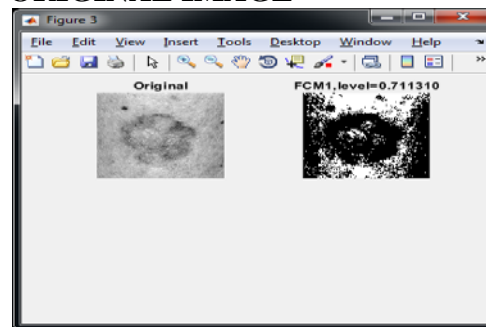 ORIGINAL IMAGE
Figure 3
File Edit View Insert Tools Desktop Window Help
Original FCM1,level=0.711310